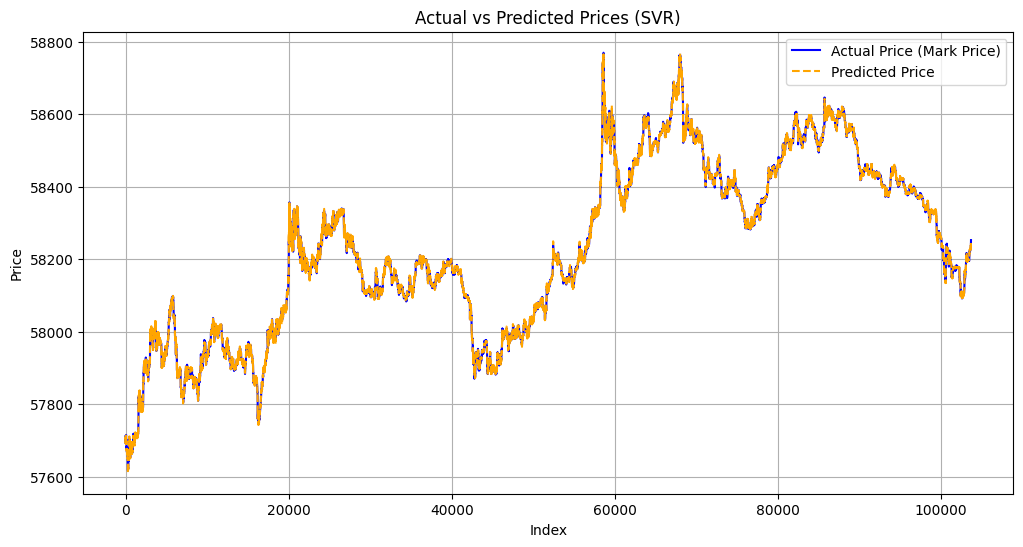 Actual vs Predicted Prices (SVR)
Actual Price (Mark Price)
Predicted Price
Price
58800
58600
58400
58200
58000
57800
57600
0
20000
40000
60000
80000
100000
Index